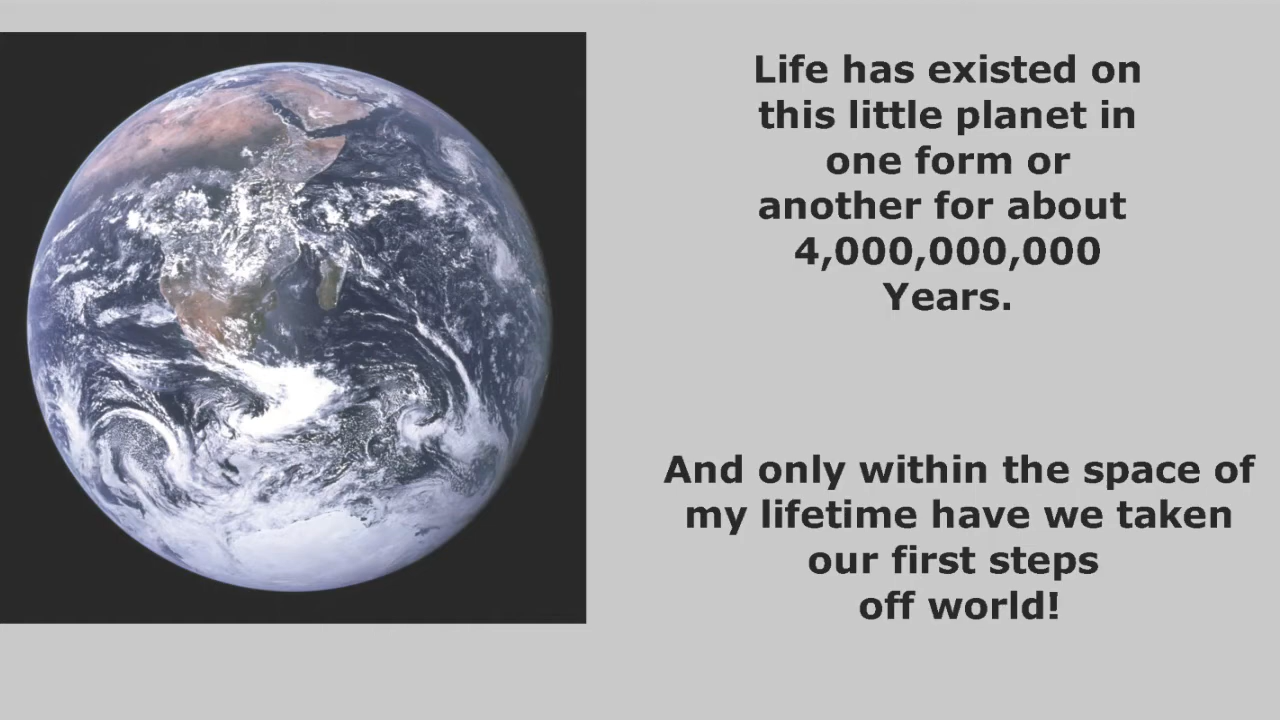 Life has existed on
this little planet in
one form or
another for about
4,000,000,000
Years.
And only within the space of
my lifetime have we taken
our first steps
off world!